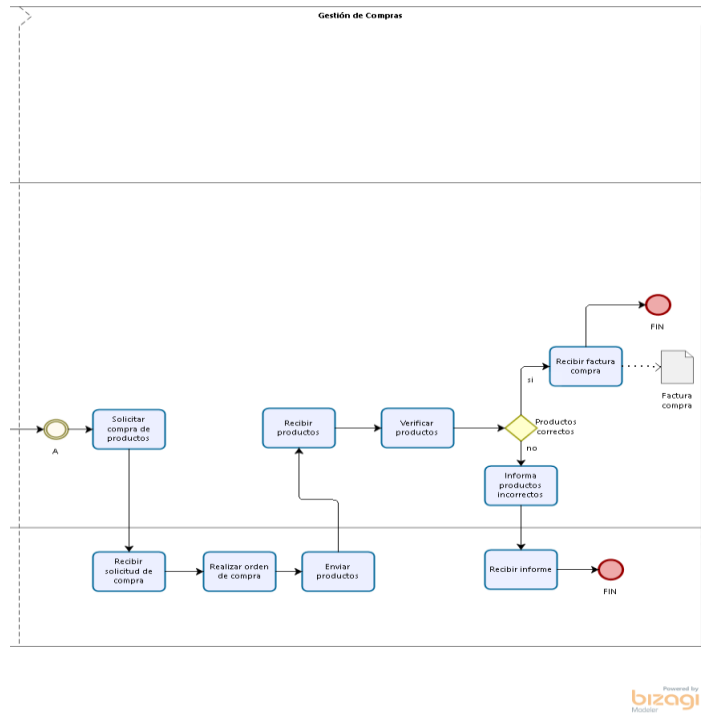 Gestión de Compras
FIN
Recibir factura
compra
si
Factura
compra
Solicitar
compra de
productos
A
Recibir
productos
Verificar
productos
Productos
correctos
no
Informa
productos
incorrectos
Recibir
solicitud de
compra
Realizar orden
de compra
Enviar
productos
Recibir informe
FIN
Powered by
bizagi
Modeler